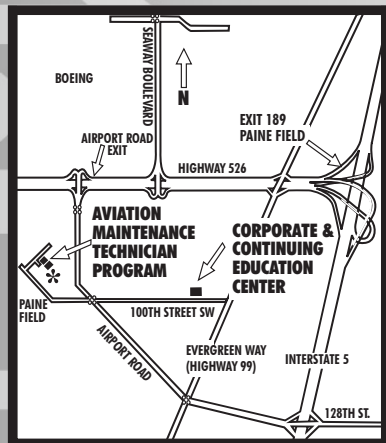 SEAWAY BOULEVARD
BOEING
N
EXIT 189
PAINE FIELD
AIRPORT ROAD
EXIT
HIGHWAY 526
AVIATION
MAINTENANCE
TECHNICIAN
PROGRAM
CORPORATE &
CONTINUING
EDUCATION
CENTER
PAINE
FIELD
100TH STREET SW
AIRPORT ROAD
EVERGREEN WAY
(HIGHWAY 99)
INTERSTATE 5
128TH ST.